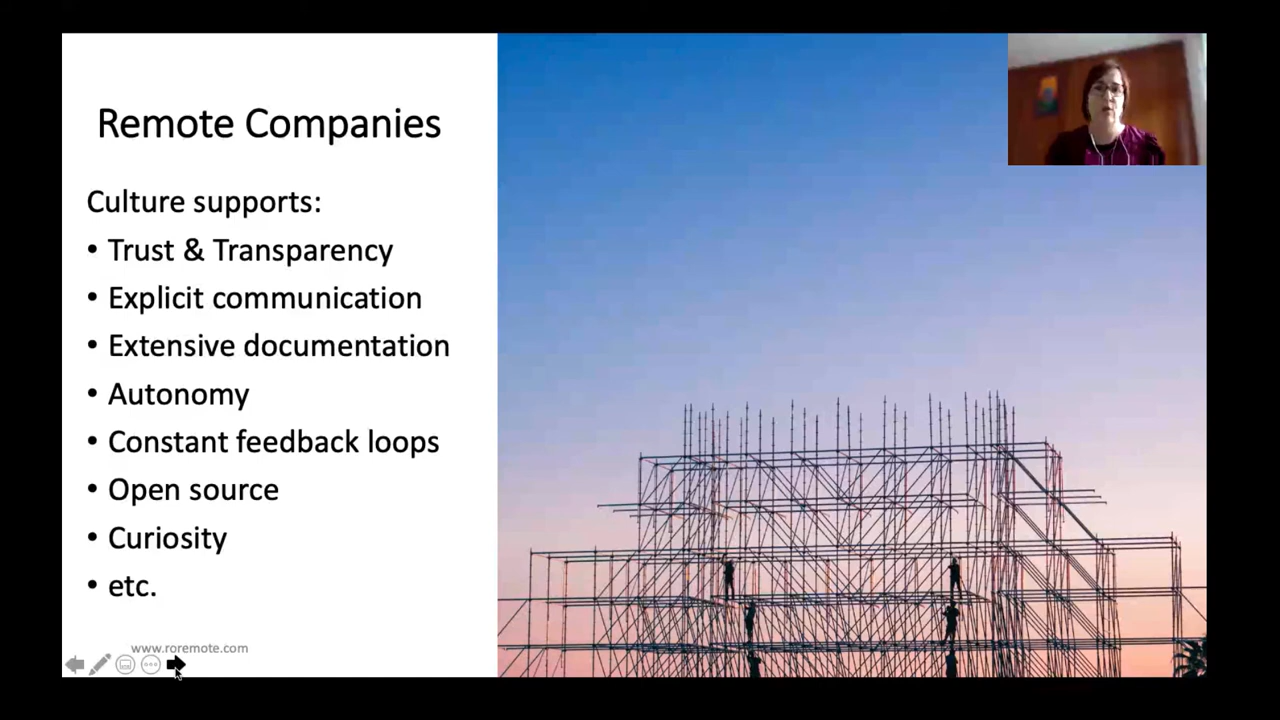 Remote Companies
Culture supports:
• Trust & Transparency
• Explicit communication
• Extensive documentation
• Autonomy
• Constant feedback loops
• Open source
• Curiosity
• etc.
www.roremote.com